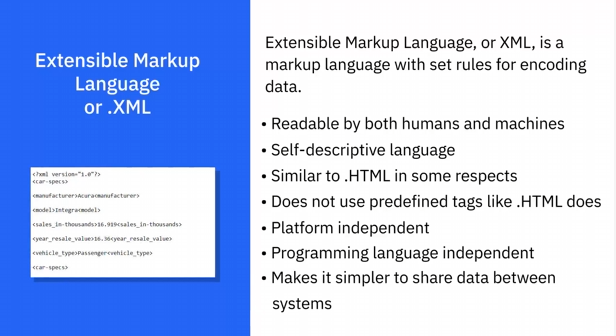 Extensible Markup
Language
or .XML
<?xml version="1.0"?>
<car-specs>
<manufacturer>Acura<manufacturer>
<model>Integra<model>
<sales_in-thousands>16.919<sales_in-thousands>
<year_resale_value>16.36<year_resale_value>
<vehicle_type>Passenger<vehicle_type>
<car-specs>
Extensible Markup Language, or XML, is a
markup language with set rules for encoding
data.
• Readable by both humans and machines
• Self-descriptive language
• Similar to .HTML in some respects
• Does not use predefined tags like .HTML does
• Platform independent
• Programming language independent
• Makes it simpler to share data between
systems